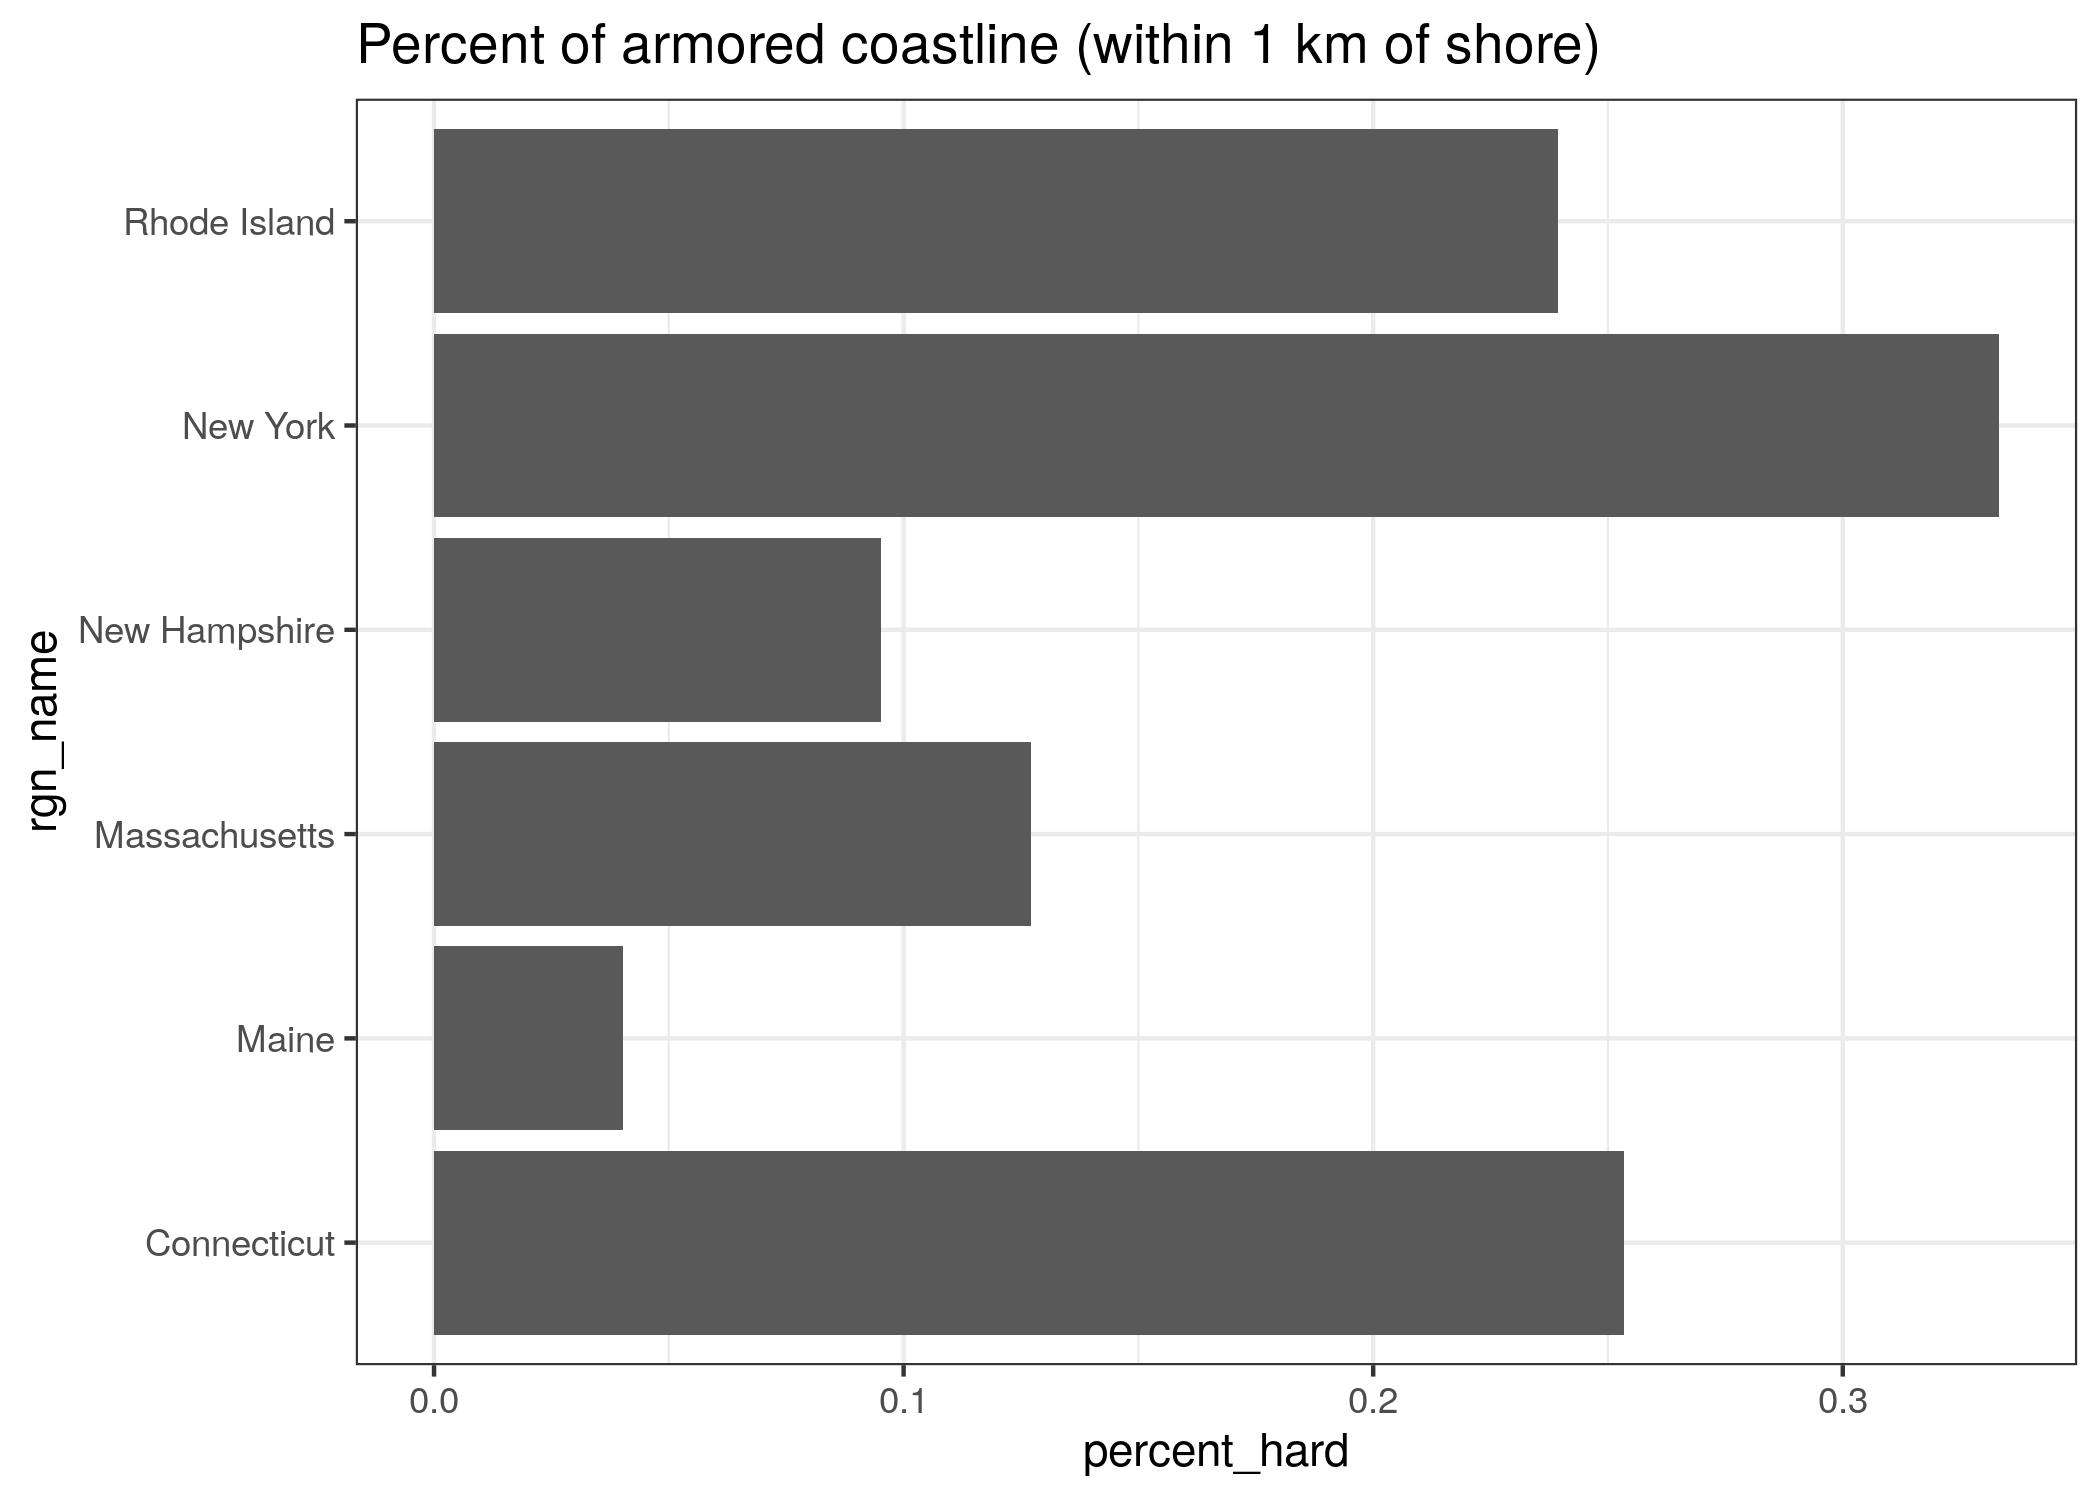 Percent of armored coastline (within 1 km of shore)
rgn_name
Rhode Island
New York
New Hampshire
Massachusetts
Maine
Connecticut
0.0 0.1 0.2 0.3
percent_hard